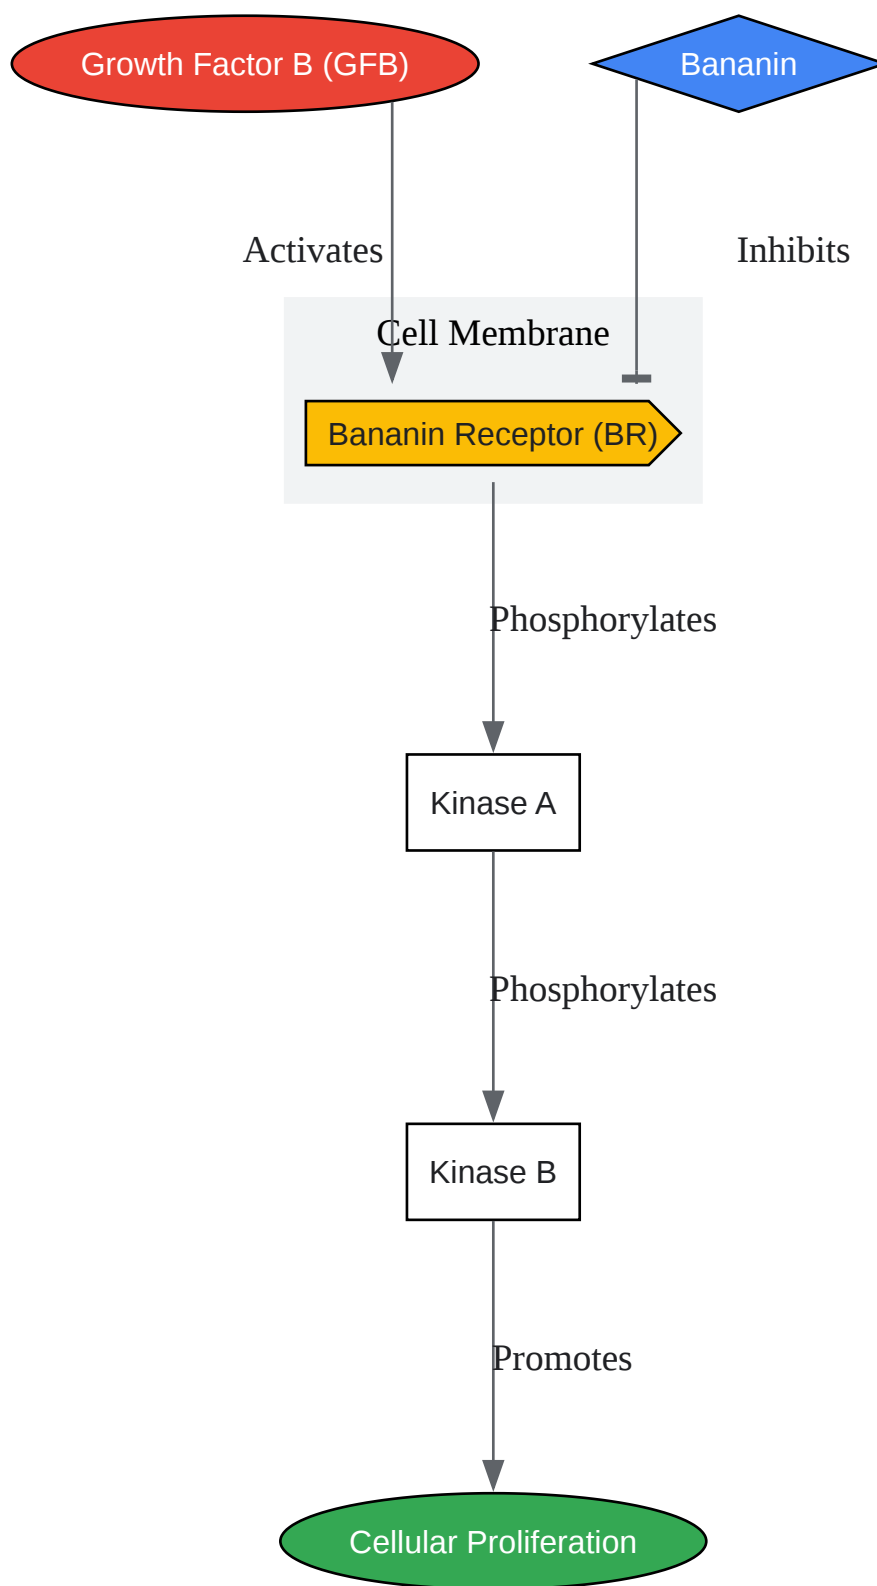 Growth Factor B (GFB)
Bananin
Activates
Inhibits
Cell Membrane
Bananin Receptor (BR)
Phosphorylates
Kinase A
Phosphorylates
Kinase B
Promotes
Cellular Proliferation